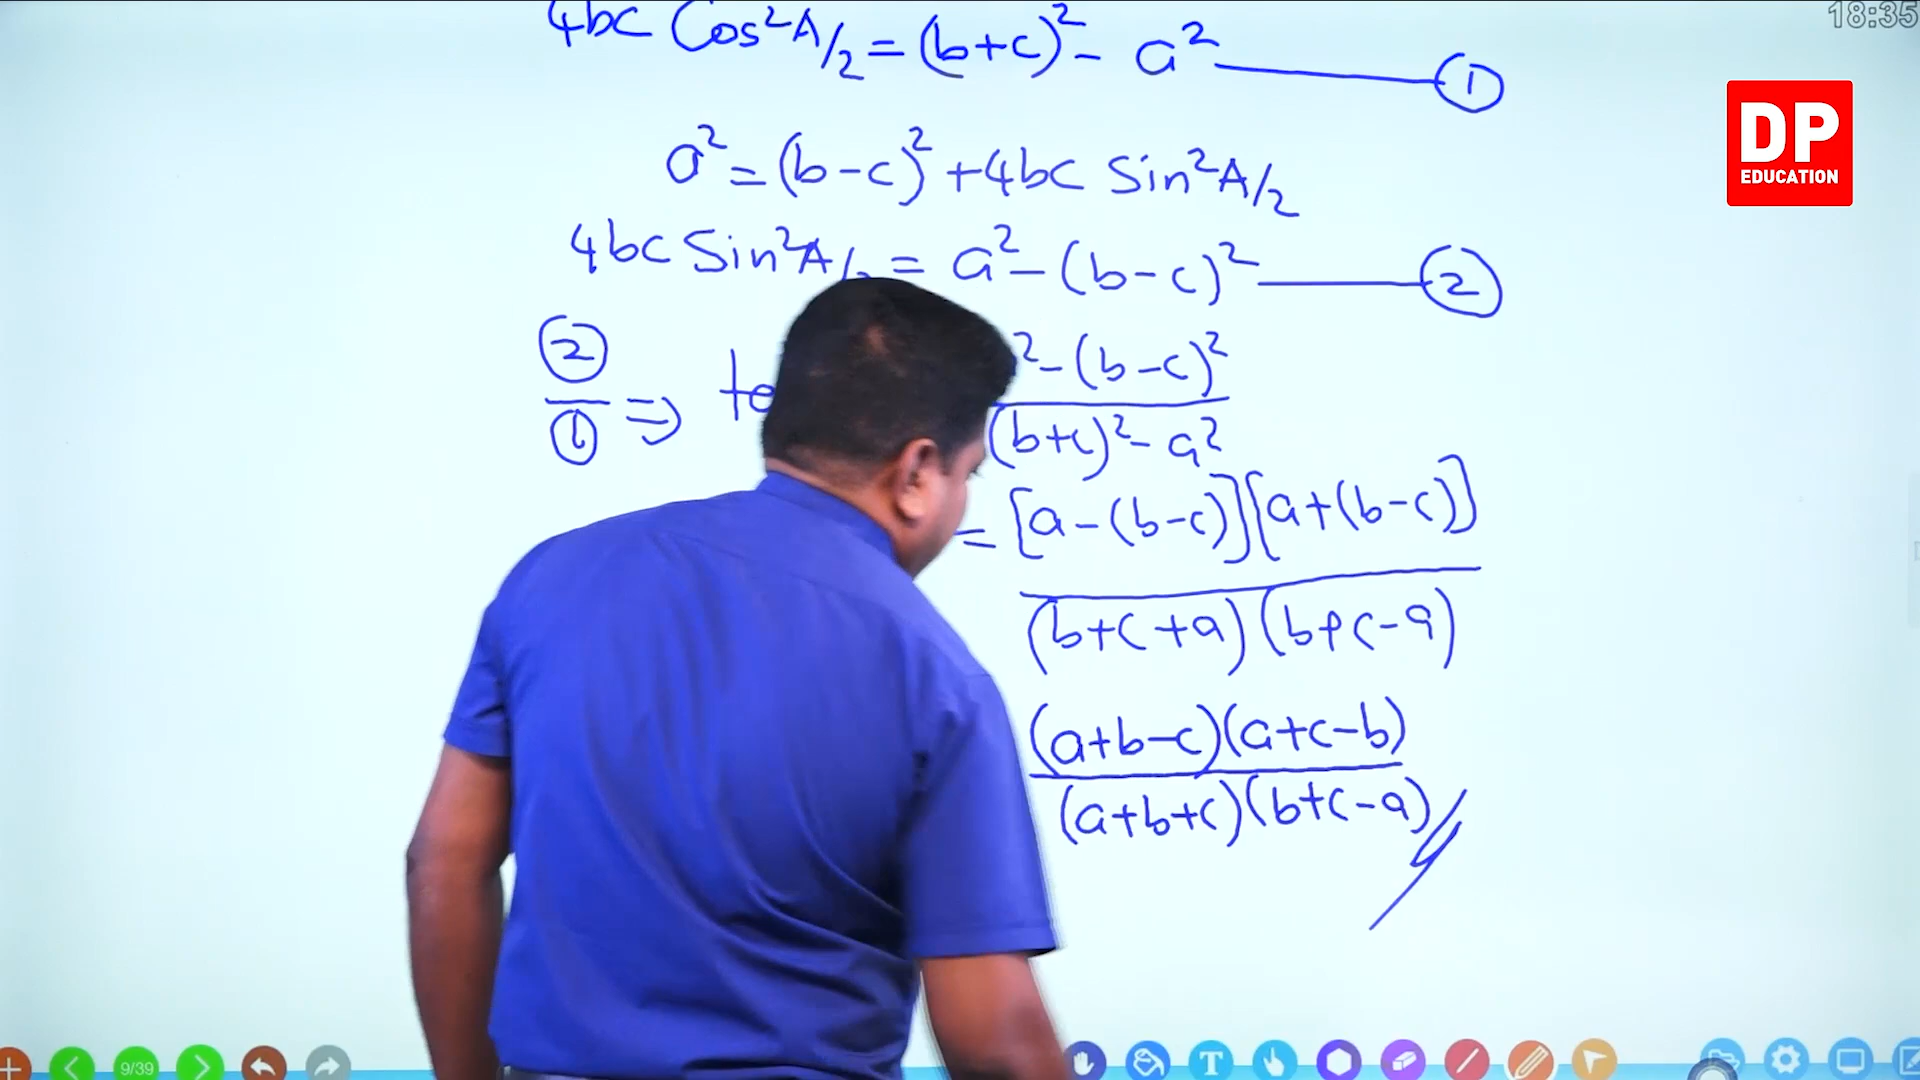 18:35
4bc Cos²A/2 = (b+c)² - a² ①
DP
EDUCATION
a² = (b-c)² + 4bc Sin²A/2
4bc Sin²A/ = a² - (b-c)² ②
②/① ⇒ ² - (b-c)² / (b+c)² - a²
= [a-(b-c)][a+(b-c)] / (b+c+a)(b+c-a)
(a+b-c)(a+c-b) / (a+b+c)(b+c-a)
9/39
T